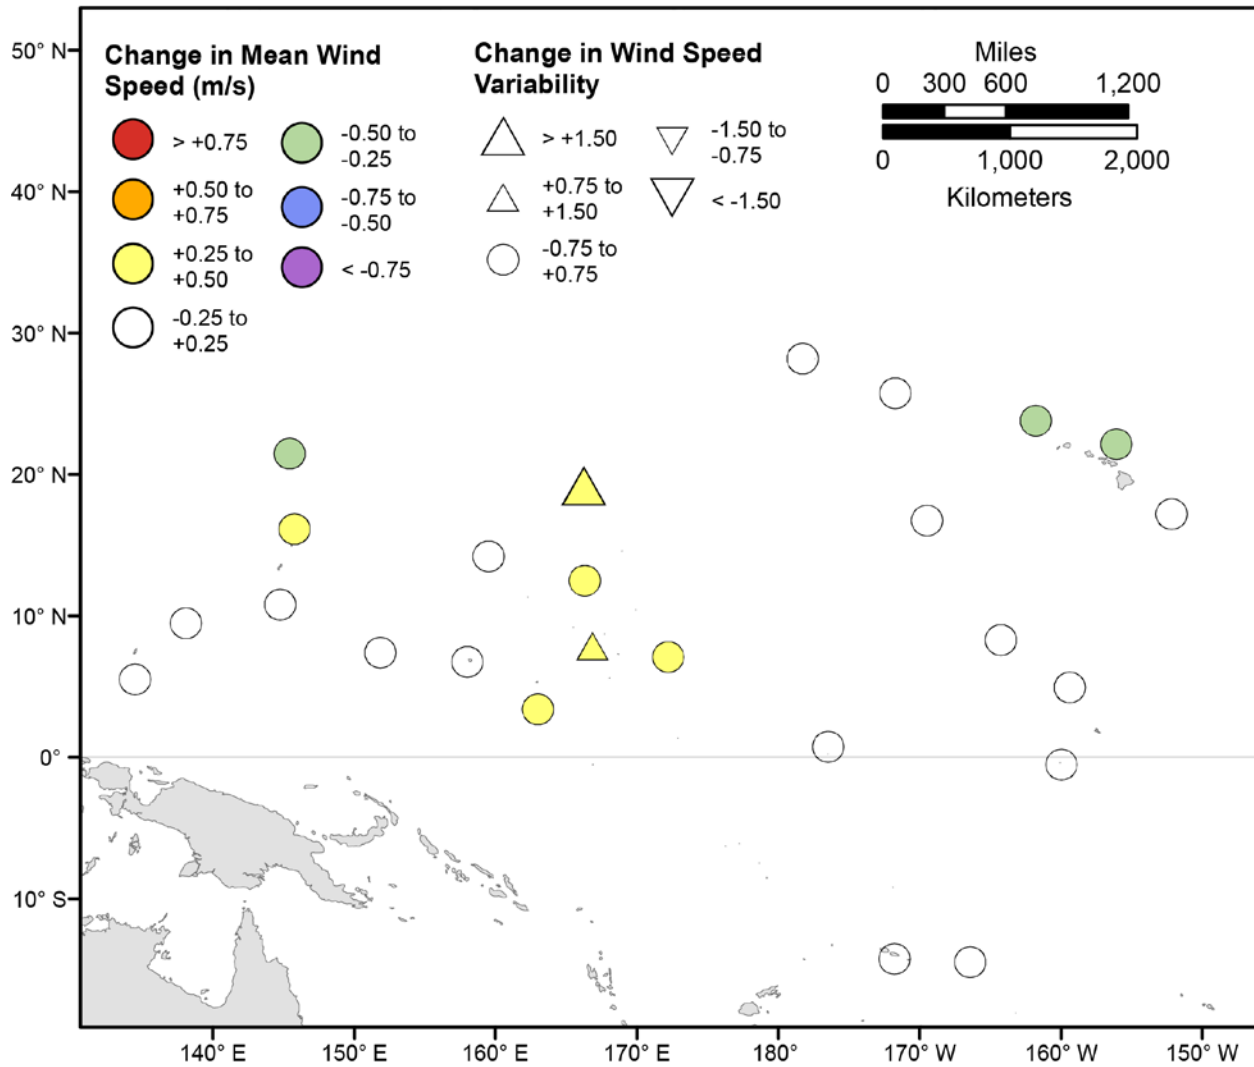 Change in Mean Wind
Speed (m/s)
> +0.75
+0.50 to
+0.75
+0.25 to
+0.50
-0.25 to
+0.25
-0.50 to
-0.25
-0.75 to
-0.50
< -0.75
Change in Wind Speed
Variability
> +1.50
+0.75 to
+1.50
-0.75 to
+0.75
-1.50 to
-0.75
< -1.50
Miles
0 300 600 1,200
0 1,000 2,000
Kilometers
50° N
40° N
30° N
20° N
10° N
0°
10° S
140° E 150° E 160° E 170° E 180° 170° W 160° W 150° W